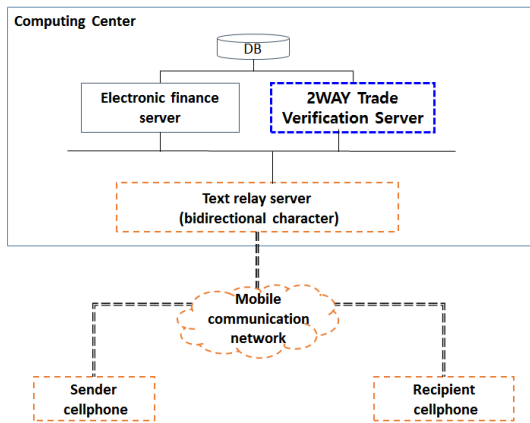 Computing Center
DB
Electronic finance
server
2WAY Trade
Verification Server
Text relay server
(bidirectional character)
Mobile
communication
network
Sender
cellphone
Recipient
cellphone